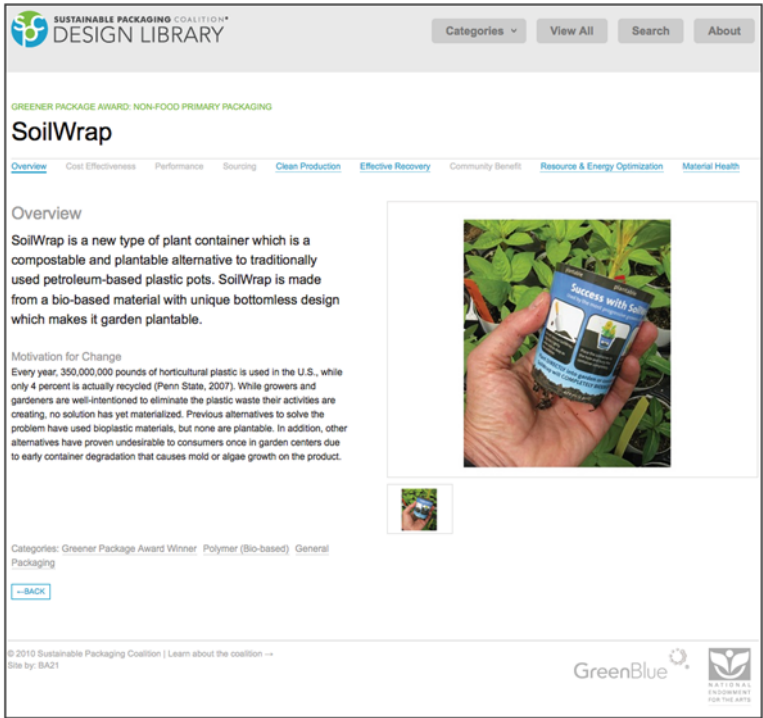 SUSTAINABLE PACKAGING COALITION®
DESIGN LIBRARY
Categories
View All
Search
About
GREENER PACKAGE AWARD: NON-FOOD PRIMARY PACKAGING
SoilWrap
Overview Cost Effectiveness Performance Sourcing Clean Production Effective Recovery Community Benefit Resource & Energy Optimization Material Health
Overview
SoilWrap is a new type of plant container which is a
compostable and plantable alternative to traditionally
used petroleum-based plastic pots. SoilWrap is made
from a bio-based material with unique bottomless design
which makes it garden plantable.
Motivation for Change
Every year, 350,000,000 pounds of horticultural plastic is used in the U.S., while
only 4 percent is actually recycled (Penn State, 2007). While growers and
gardeners are well-intentioned to eliminate the plastic waste their activities are
creating, no solution has yet materialized. Previous alternatives to solve the
problem have used bioplastic materials, but none are plantable. In addition, other
alternatives have proven undesirable to consumers once in garden centers due
to early container degradation that causes mold or algae growth on the product.
plantable
Success with
Categories: Greener Package Award Winner Polymer (Bio-based) General
Packaging
←BACK
© 2010 Sustainable Packaging Coalition | Learn about the coalition →
Site by: BA21
GreenBlue
NATIONAL
ENDOWMENT
FOR THE ARTS